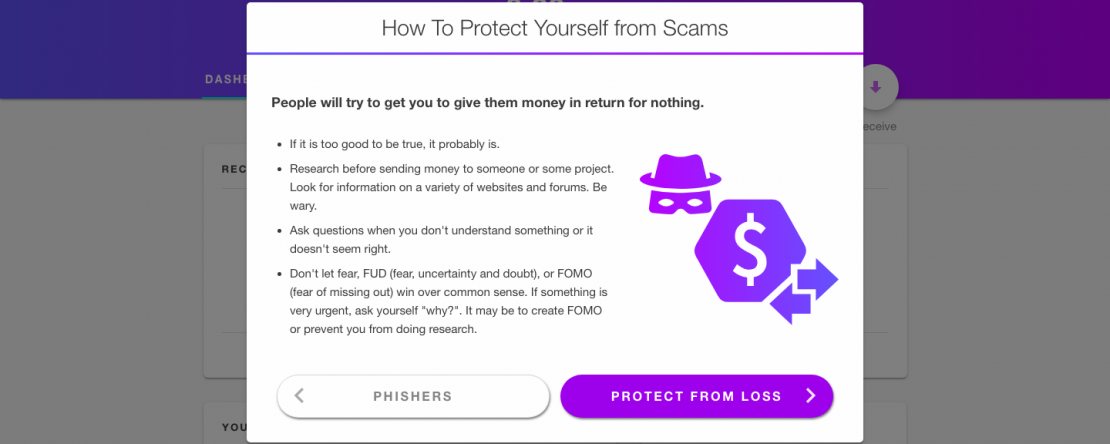 How To Protect Yourself from Scams
DASHB
eceive
People will try to get you to give them money in return for nothing.
REC
• If it is too good to be true, it probably is.
• Research before sending money to someone or some project.
Look for information on a variety of websites and forums. Be
wary.
• Ask questions when you don't understand something or it
doesn't seem right.
• Don't let fear, FUD (fear, uncertainty and doubt), or FOMO
(fear of missing out) win over common sense. If something is
very urgent, ask yourself "why?". It may be to create FOMO
or prevent you from doing research.
$
PHISHERS
PROTECT FROM LOSS
YOU